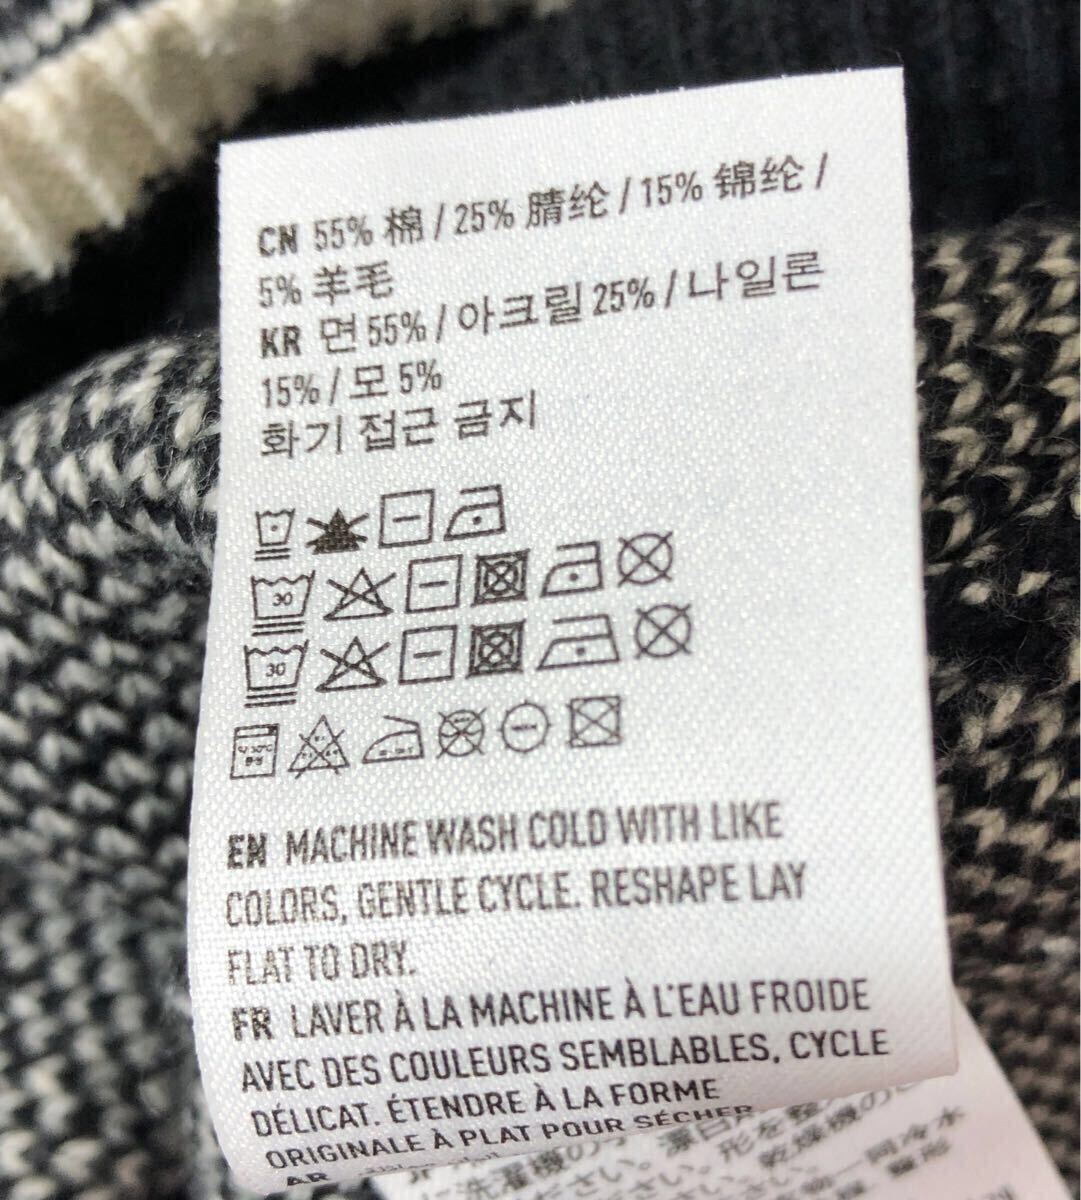 CN 55% 棉 / 25% 腈纶 / 15% 锦纶 /
5% 羊毛
KR 면 55% / 아크릴 25% / 나일론
15% / 모 5%
화기 접근 금지
30
30
EN MACHINE WASH COLD WITH LIKE
COLORS, GENTLE CYCLE. RESHAPE LAY
FLAT TO DRY.
FR LAVER À LA MACHINE À L'EAU FROIDE
AVEC DES COULEURS SEMBLABLES, CYCLE
DÉLICAT. ÉTENDRE À LA FORME
ORIGINALE À PLAT POUR SÉCHER
AR